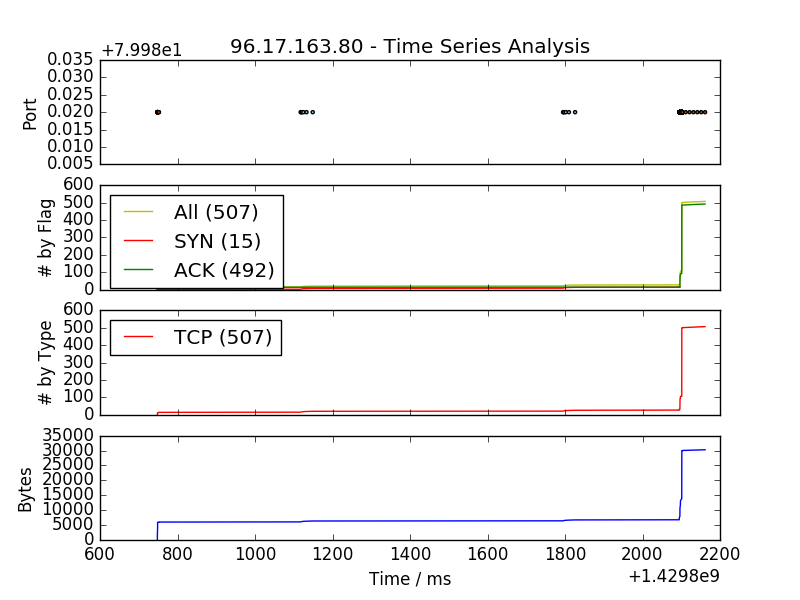 +7.998e1
96.17.163.80 - Time Series Analysis
Port
0.035
0.030
0.025
0.020
0.015
0.010
0.005
# by Flag
600
500
400
300
200
100
0
All (507)
SYN (15)
ACK (492)
# by Type
600
500
400
300
200
100
0
TCP (507)
Bytes
35000
30000
25000
20000
15000
10000
5000
0
600 800 1000 1200 1400 1600 1800 2000 2200
Time / ms
+1.4298e9